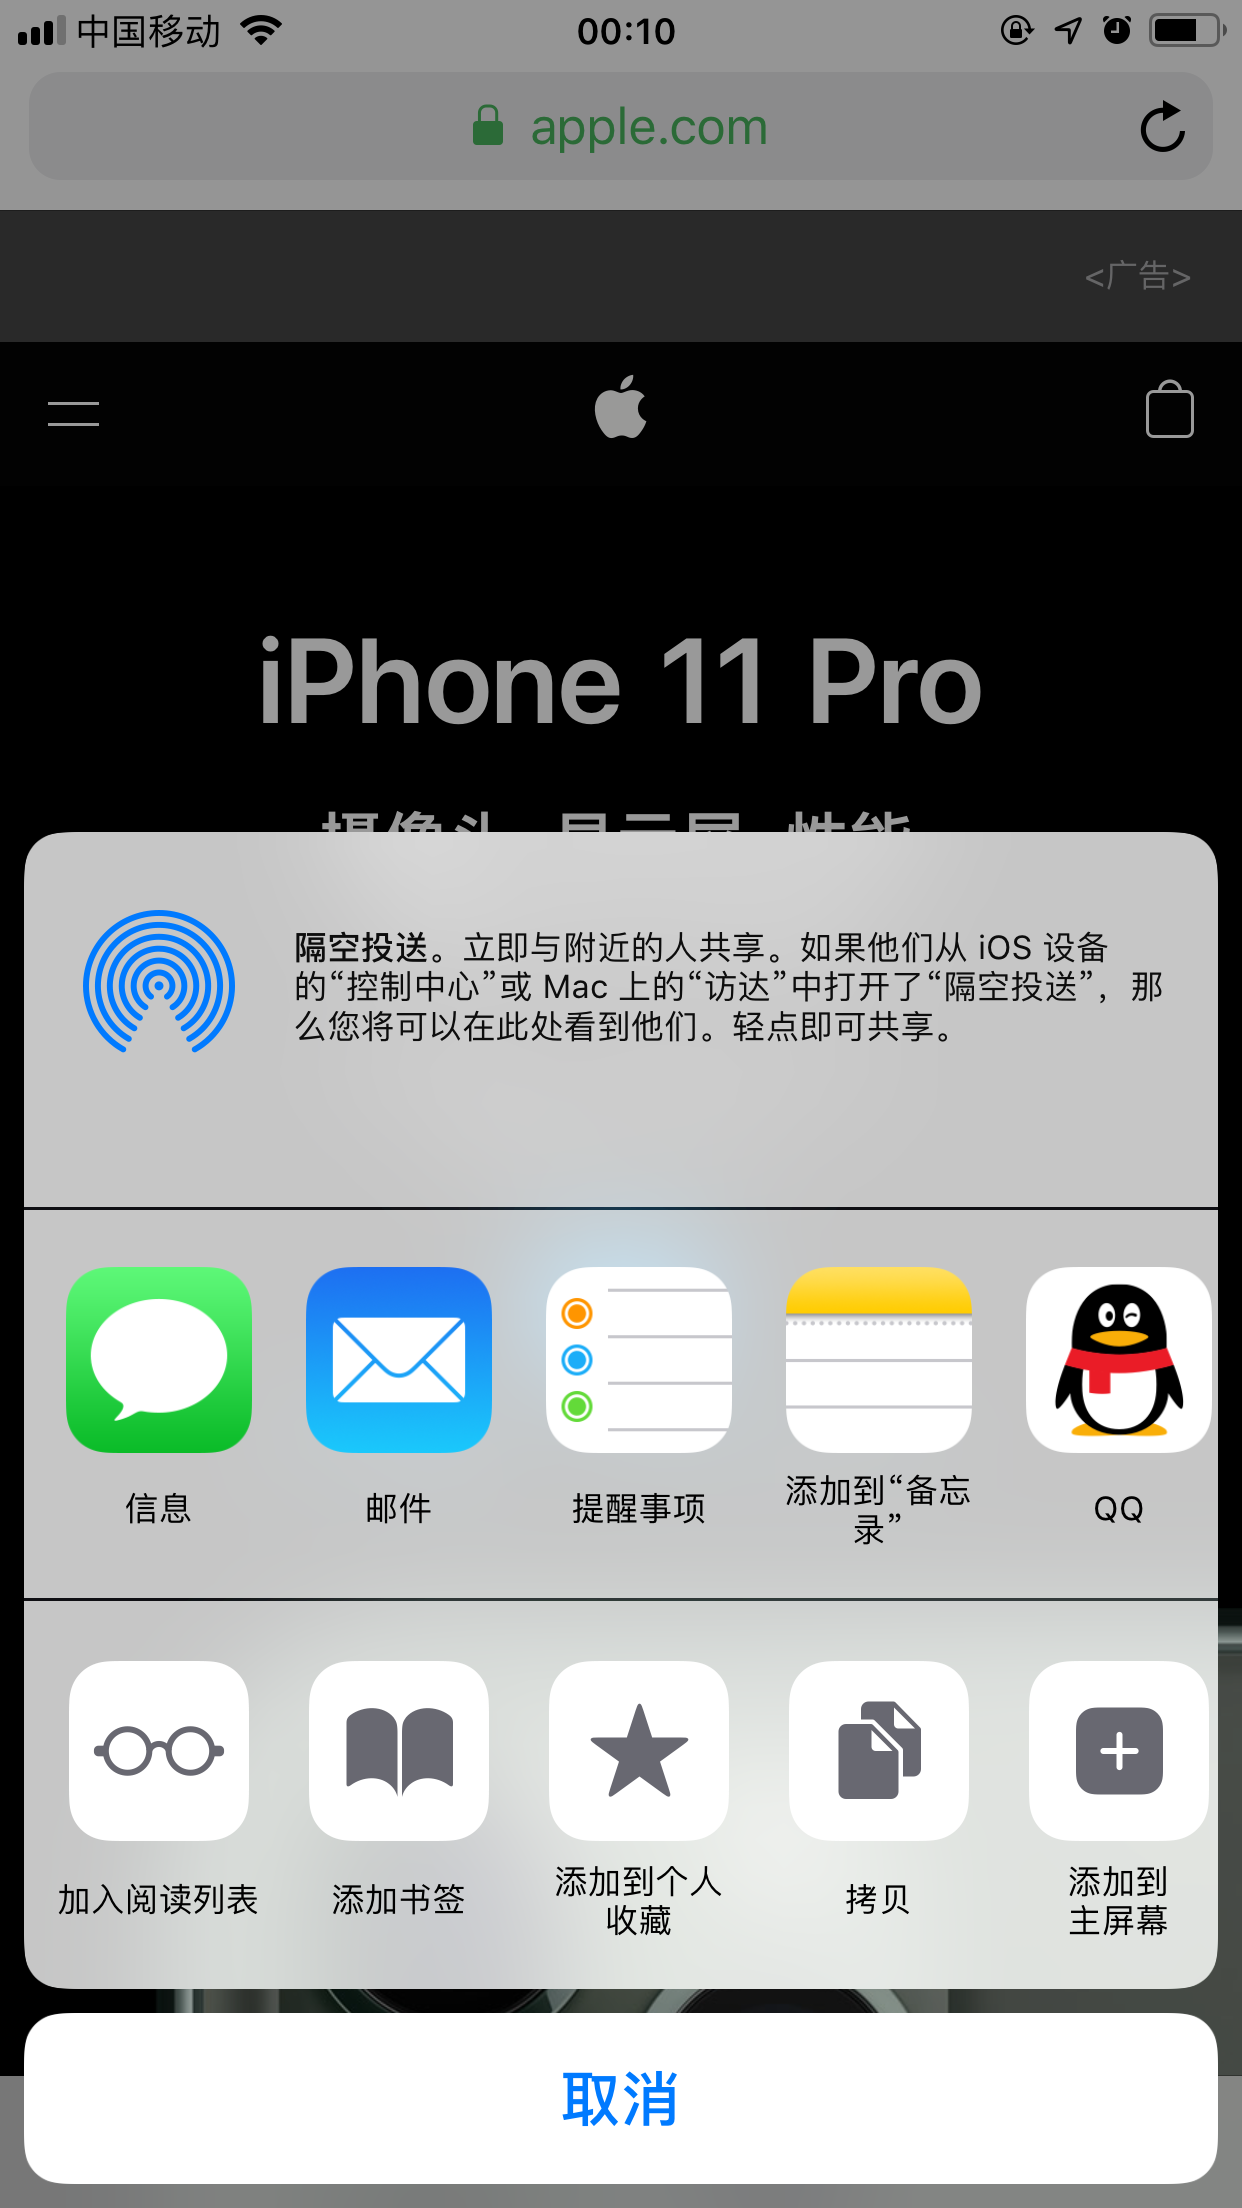 中国移动
00:10
apple.com
<广告>
iPhone 11 Pro
隔空投送。立即与附近的人共享。如果他们从 iOS 设备
的“控制中心”或 Mac 上的“访达”中打开了“隔空投送”，那
么您将可以在此处看到他们。轻点即可共享。
信息
邮件
提醒事项
添加到“备忘
录”
QQ
加入阅读列表
添加书签
添加到个人
收藏
拷贝
添加到
主屏幕
取消